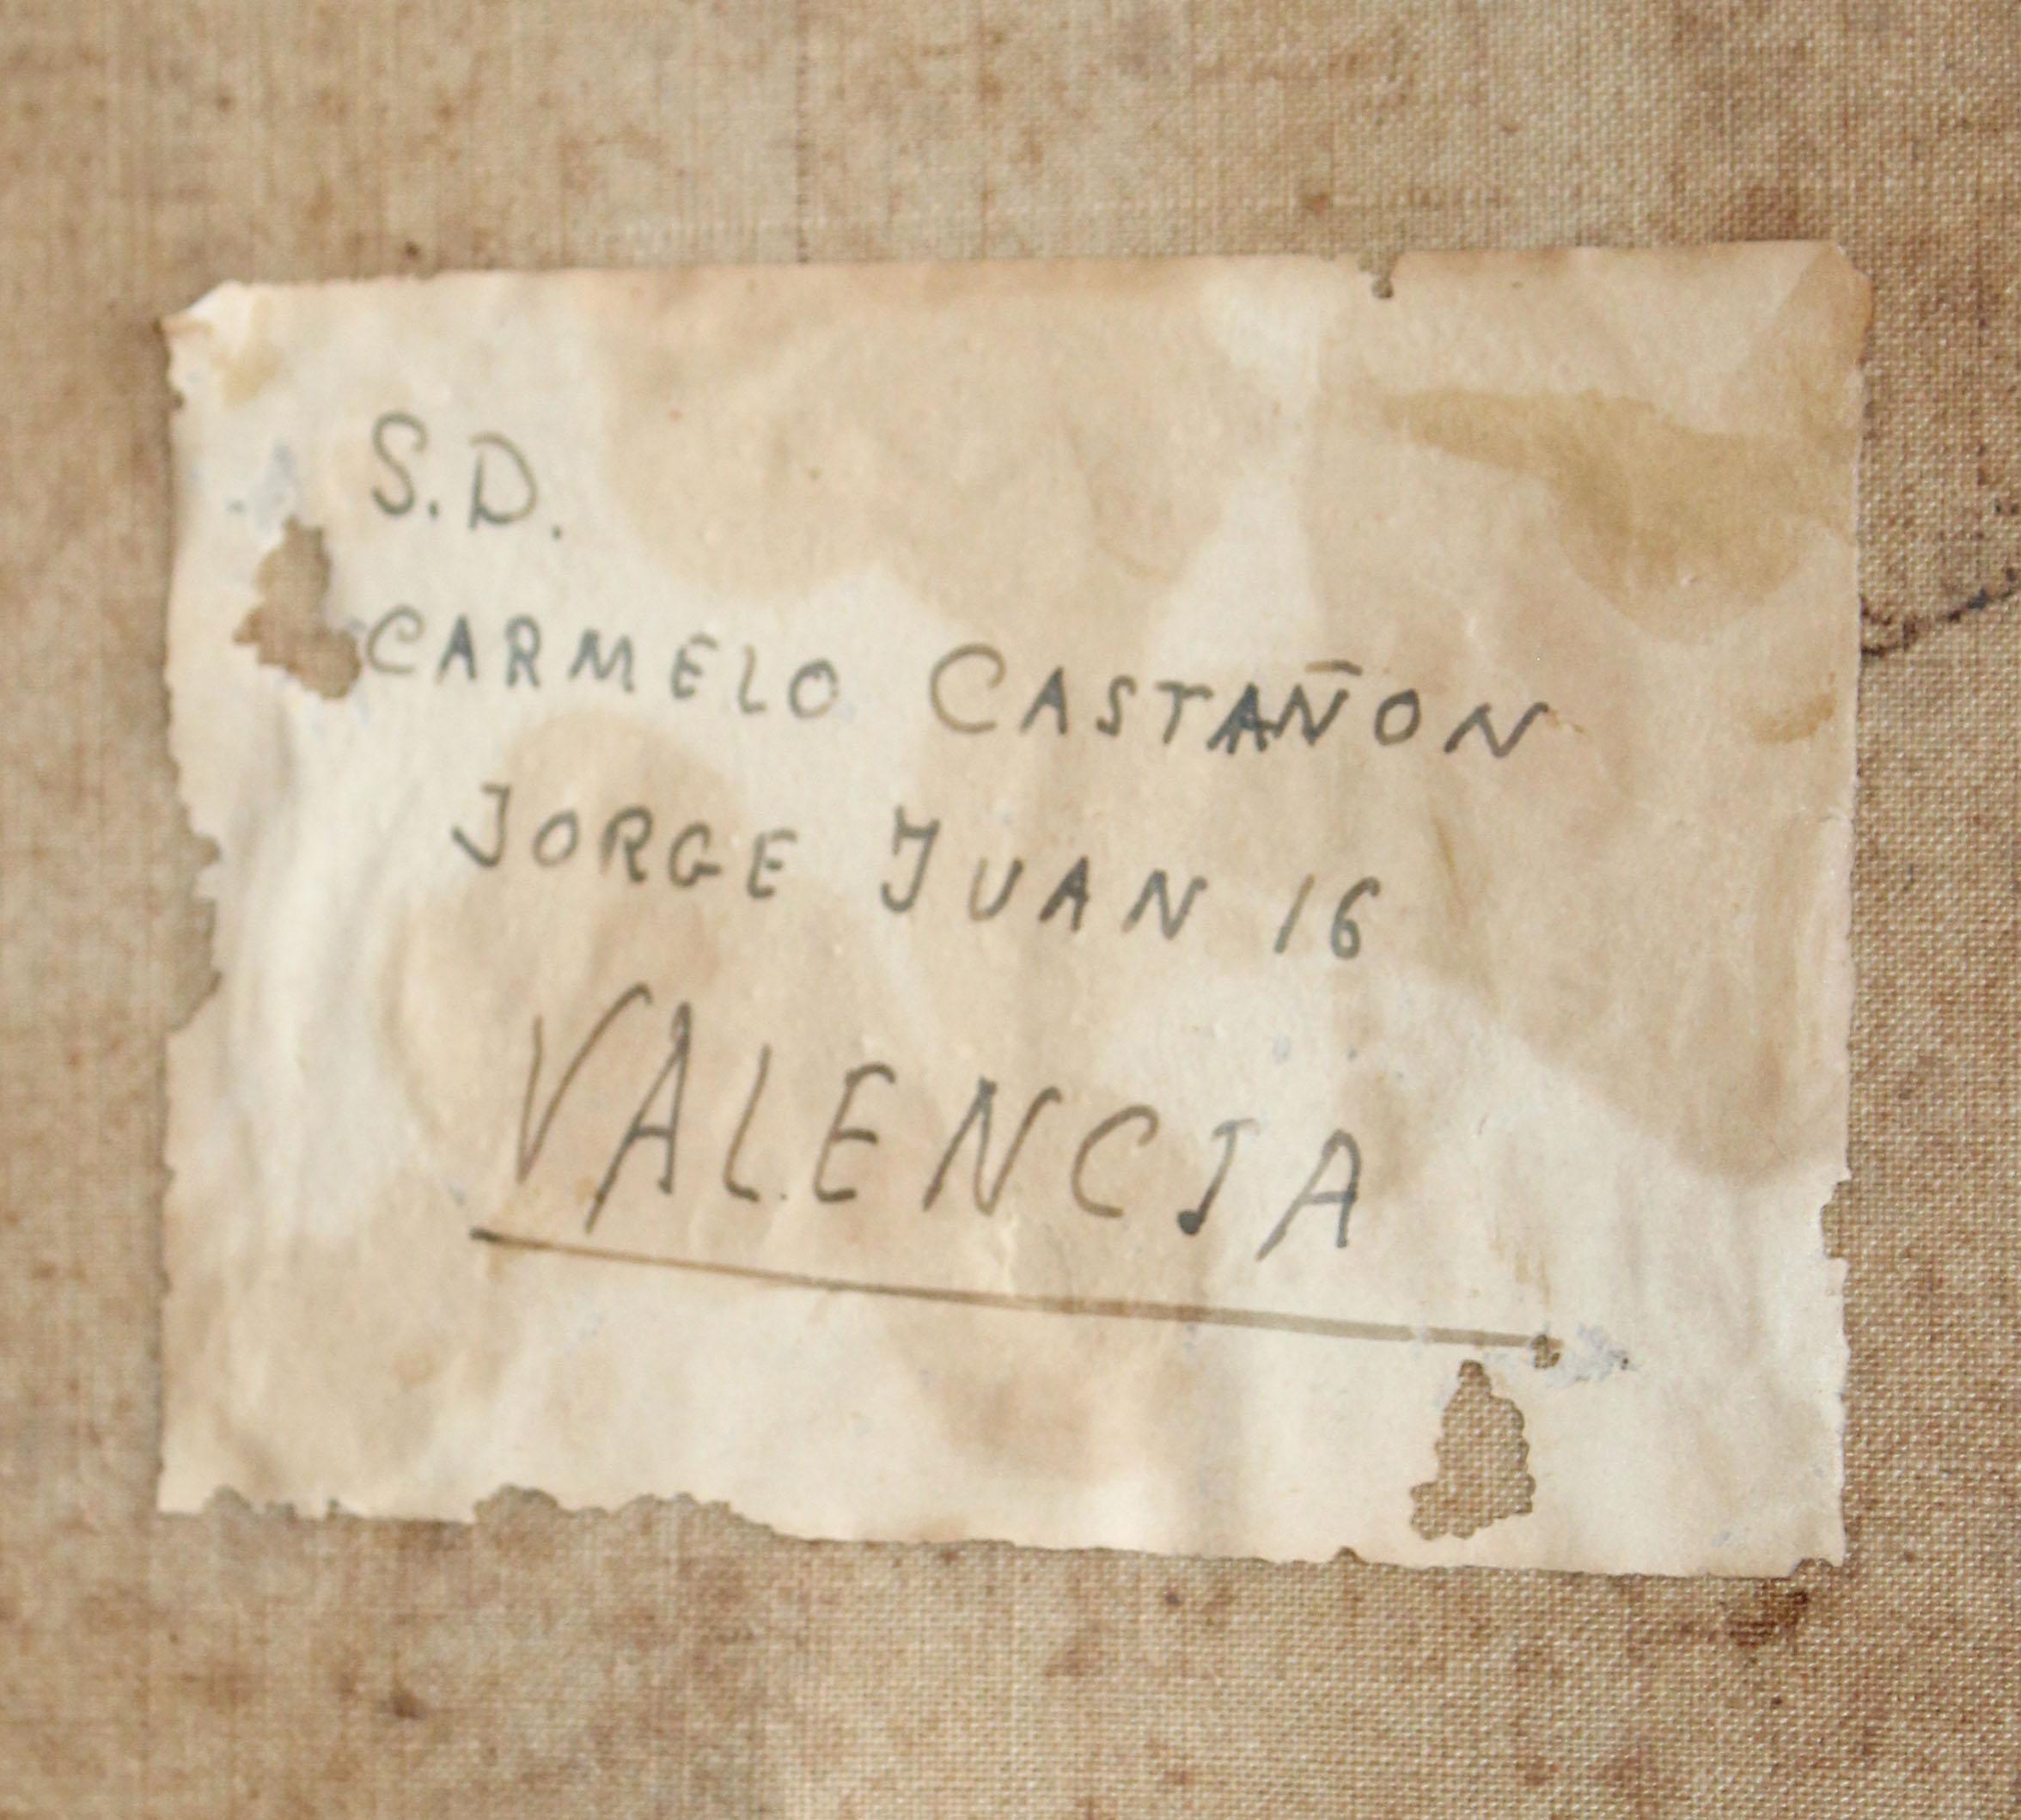 S.D.
CARMELO CASTAÑON
JORGE JUAN 16
VALENCIA